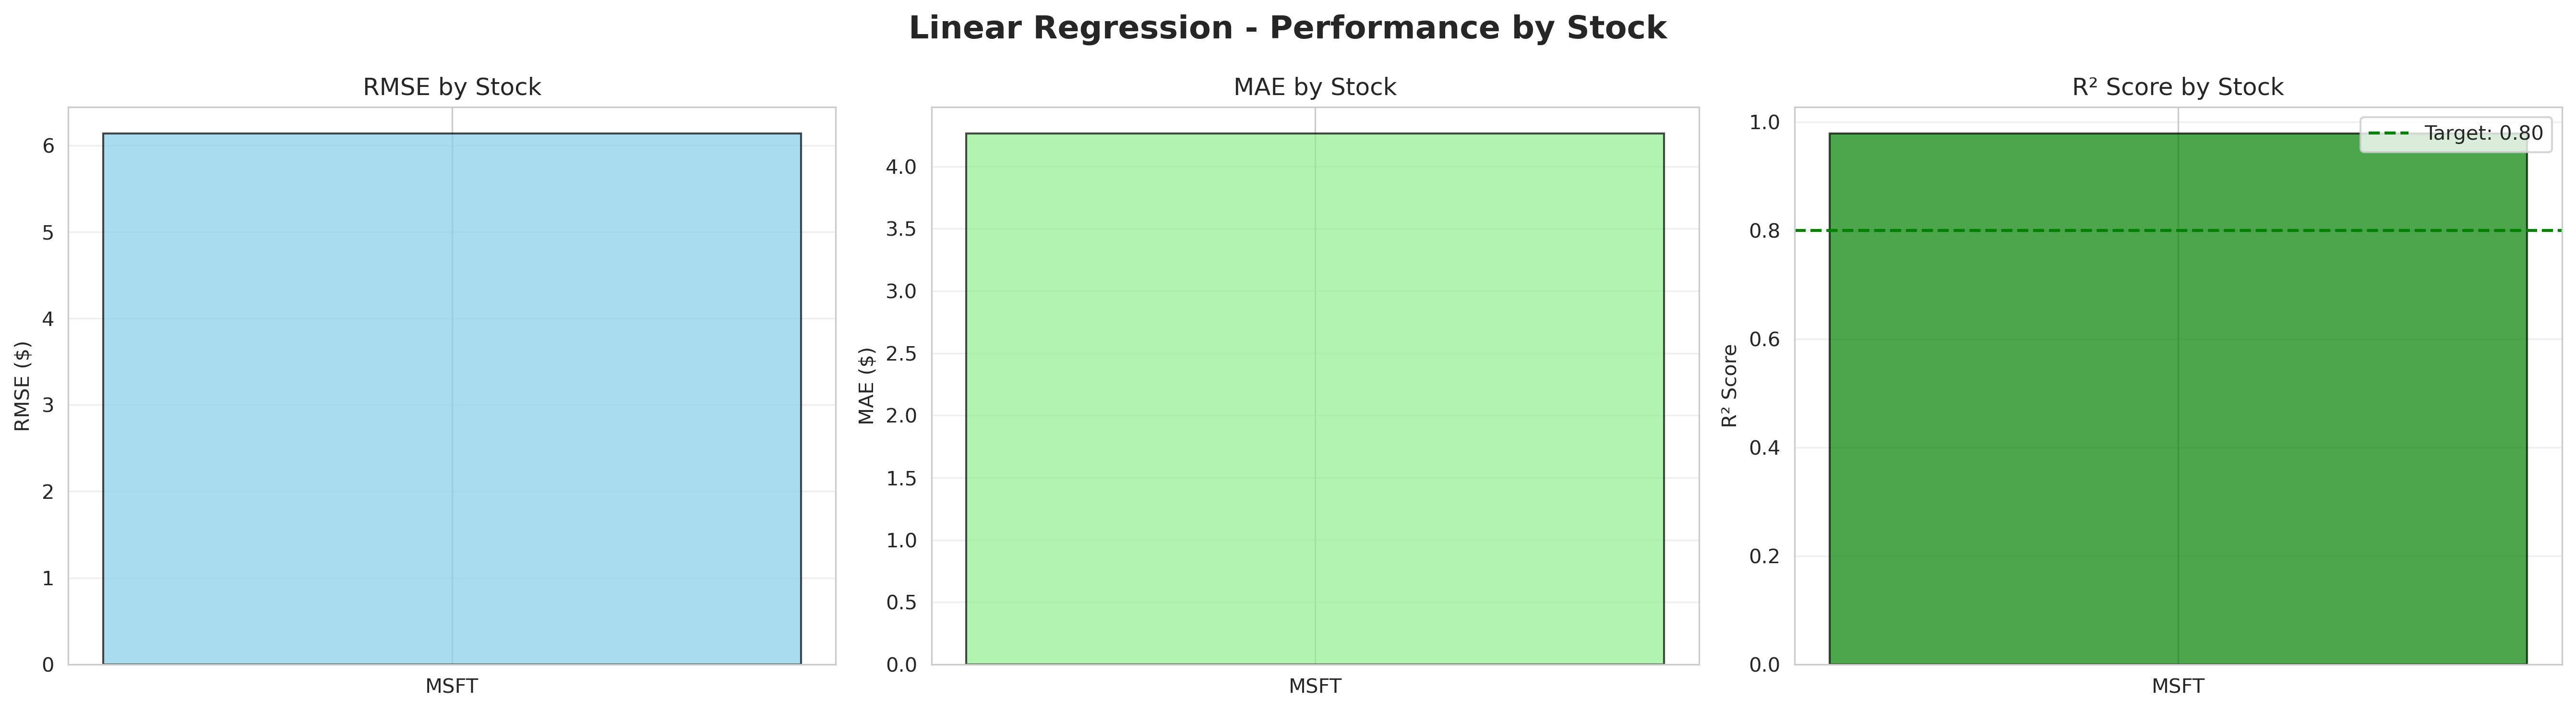 Linear Regression - Performance by Stock
RMSE by Stock
RMSE ($)
6
5
4
3
2
1
0
MSFT
MAE by Stock
MAE ($)
4.0
3.5
3.0
2.5
2.0
1.5
1.0
0.5
0.0
MSFT
R² Score by Stock
R² Score
1.0
0.8
0.6
0.4
0.2
0.0
Target: 0.80
MSFT